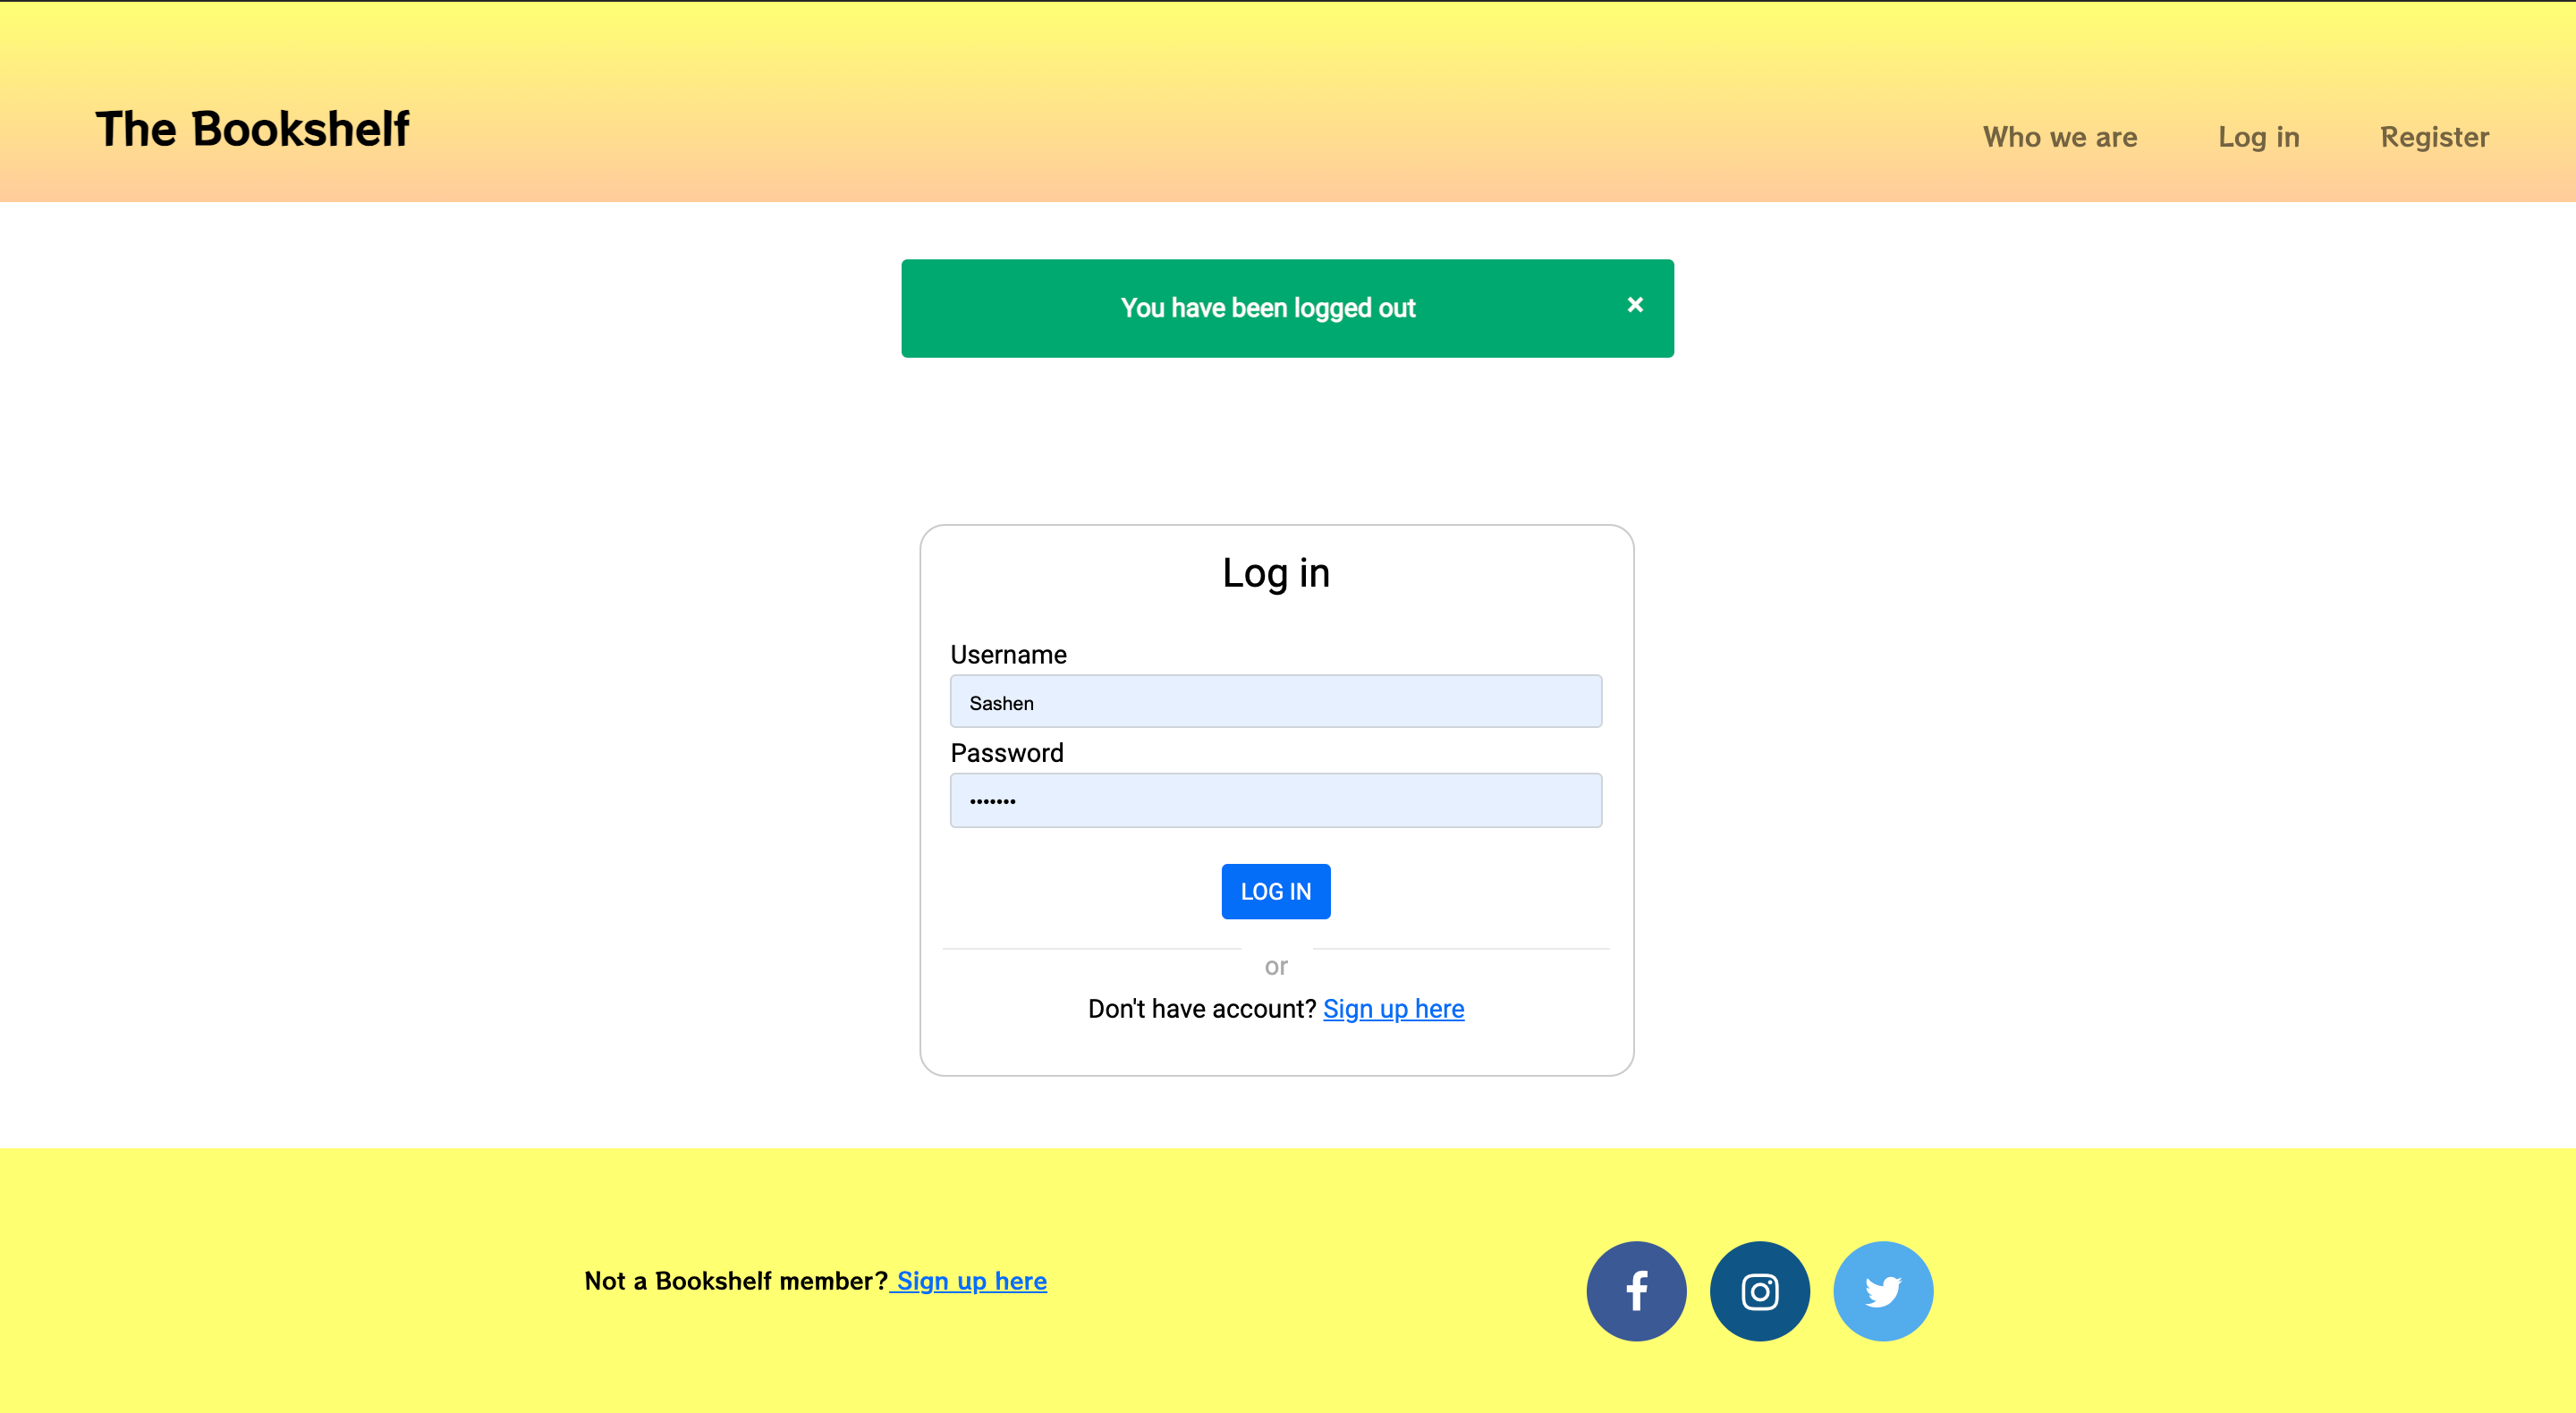 The Bookshelf
Who we are
Log in
Register
You have been logged out
×
Log in
Username
Sashen
Password
•••••••
LOG IN
or
Don't have account? Sign up here
Not a Bookshelf member? Sign up here